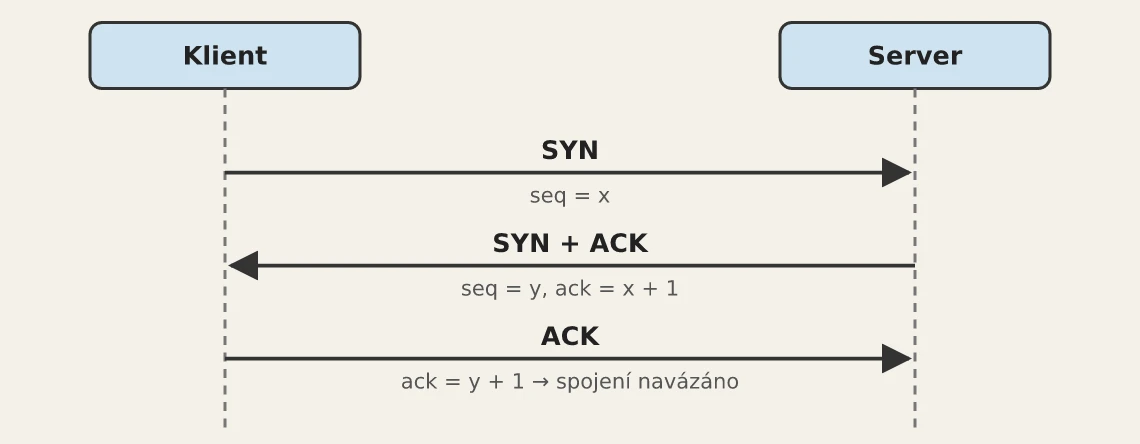 Klient
Server
SYN
seq = x
SYN + ACK
seq = y, ack = x + 1
ACK
ack = y + 1 → spojení navázáno